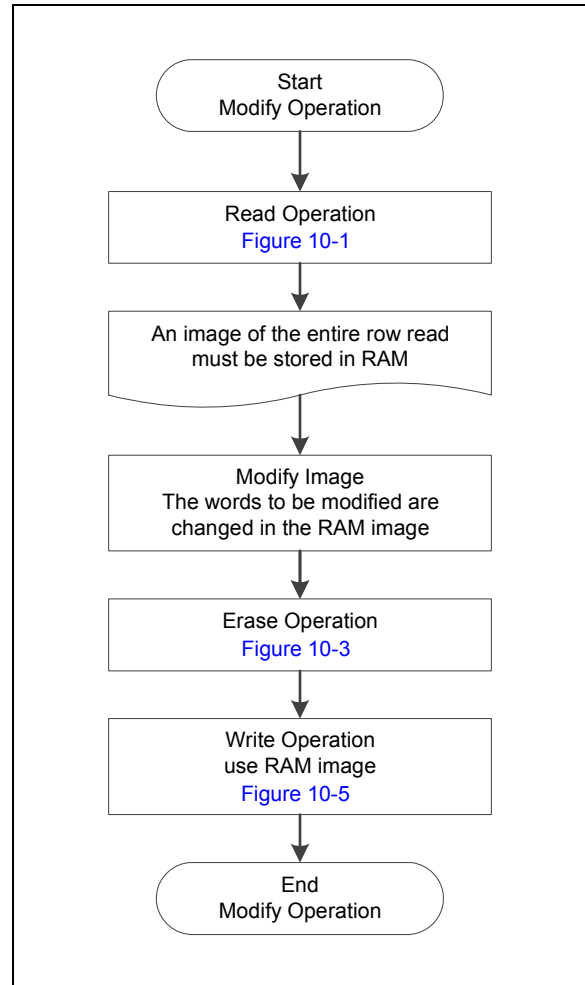 Start
Modify Operation
Read Operation
Figure 10-1
An image of the entire row read
must be stored in RAM
Modify Image
The words to be modified are
changed in the RAM image
Erase Operation
Figure 10-3
Write Operation
use RAM image
Figure 10-5
End
Modify Operation